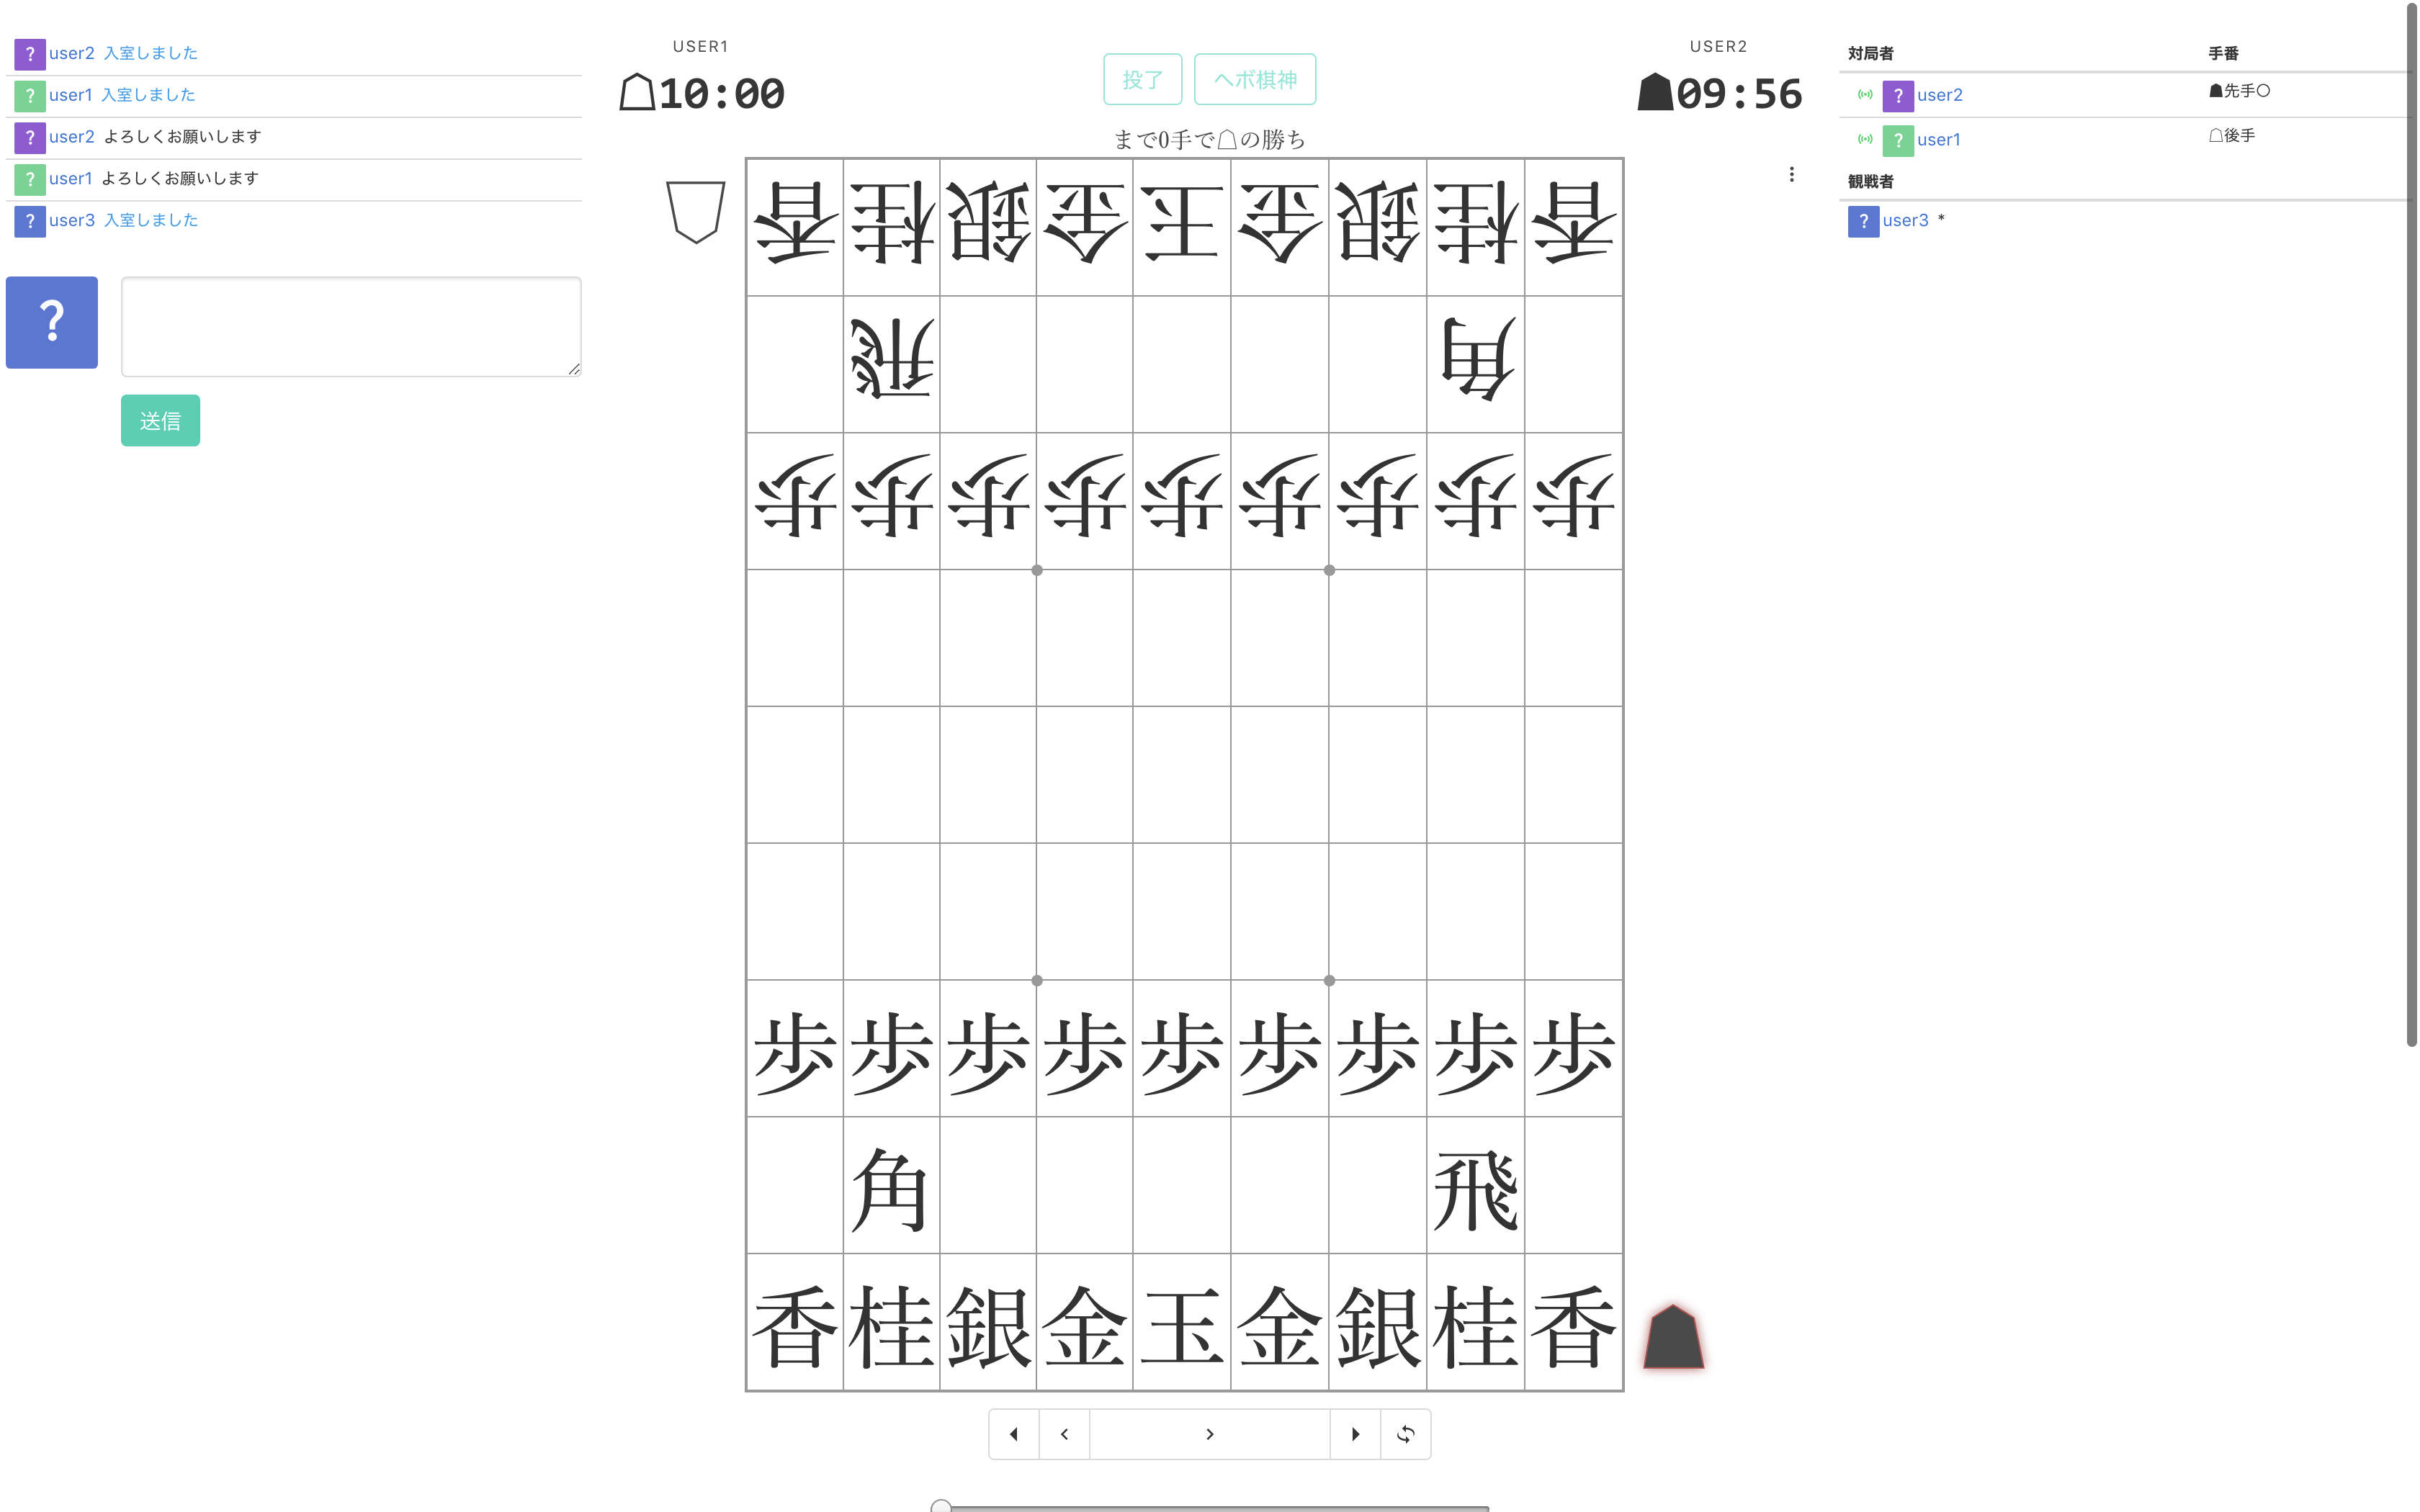 ? user2 入室しました
? user1 入室しました
? user2 よろしくお願いします
? user1 よろしくお願いします
? user3 入室しました
?
送信
USER1
☖10:00
投了 ヘボ棋神
まで0手で☖の勝ち
USER2
☗09:56
香桂銀金玉金銀桂香
飛角
歩歩歩歩歩歩歩歩歩
歩歩歩歩歩歩歩歩歩
角飛
香桂銀金玉金銀桂香
対局者 手番
? user2 ☗先手○
? user1 ☖後手
観戦者
? user3 *